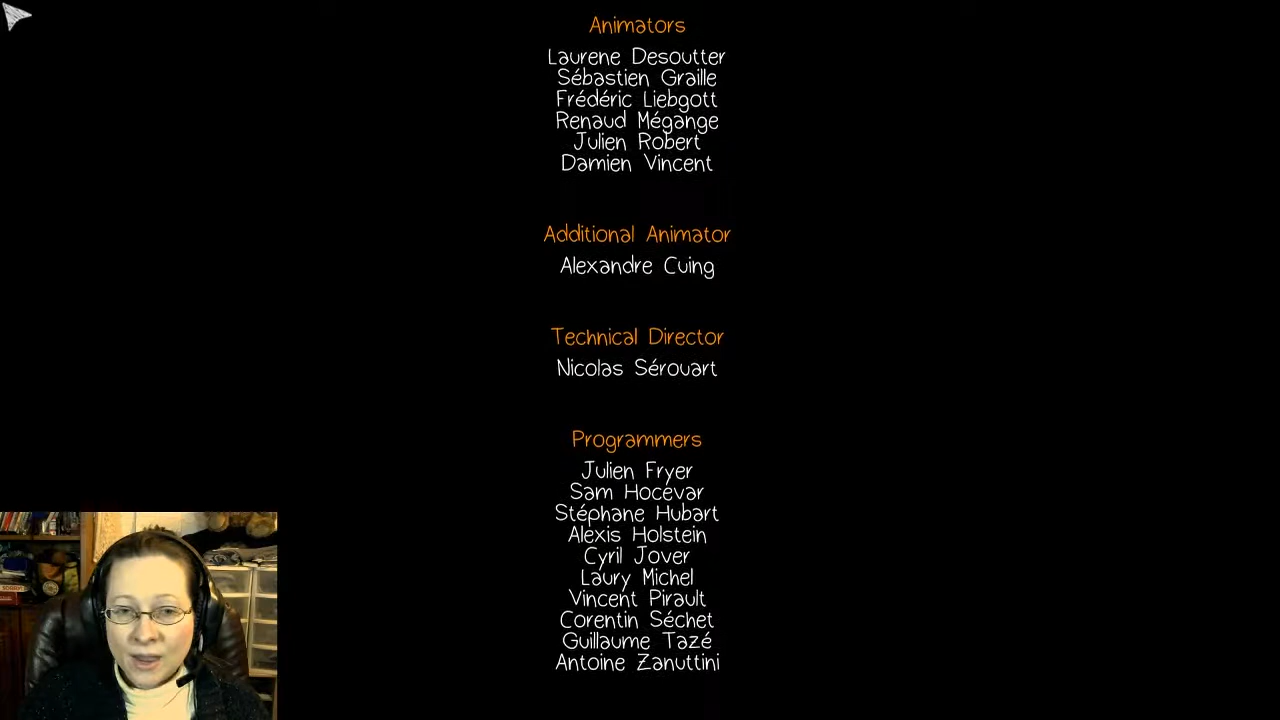 Animators
Laurene Desoutter
Sébastien Graille
Frédéric Liebgott
Renaud Mégange
Julien Robert
Damien Vincent
Additional Animator
Alexandre Cuing
Technical Director
Nicolas Sérouart
Programmers
Julien Fryer
Sam Hocevar
Stéphane Hubart
Alexis Holstein
Cyril Jover
Laury Michel
Vincent Pirault
Corentin Séchet
Guillaume Tazé
Antoine Zanuttini
SORRY!